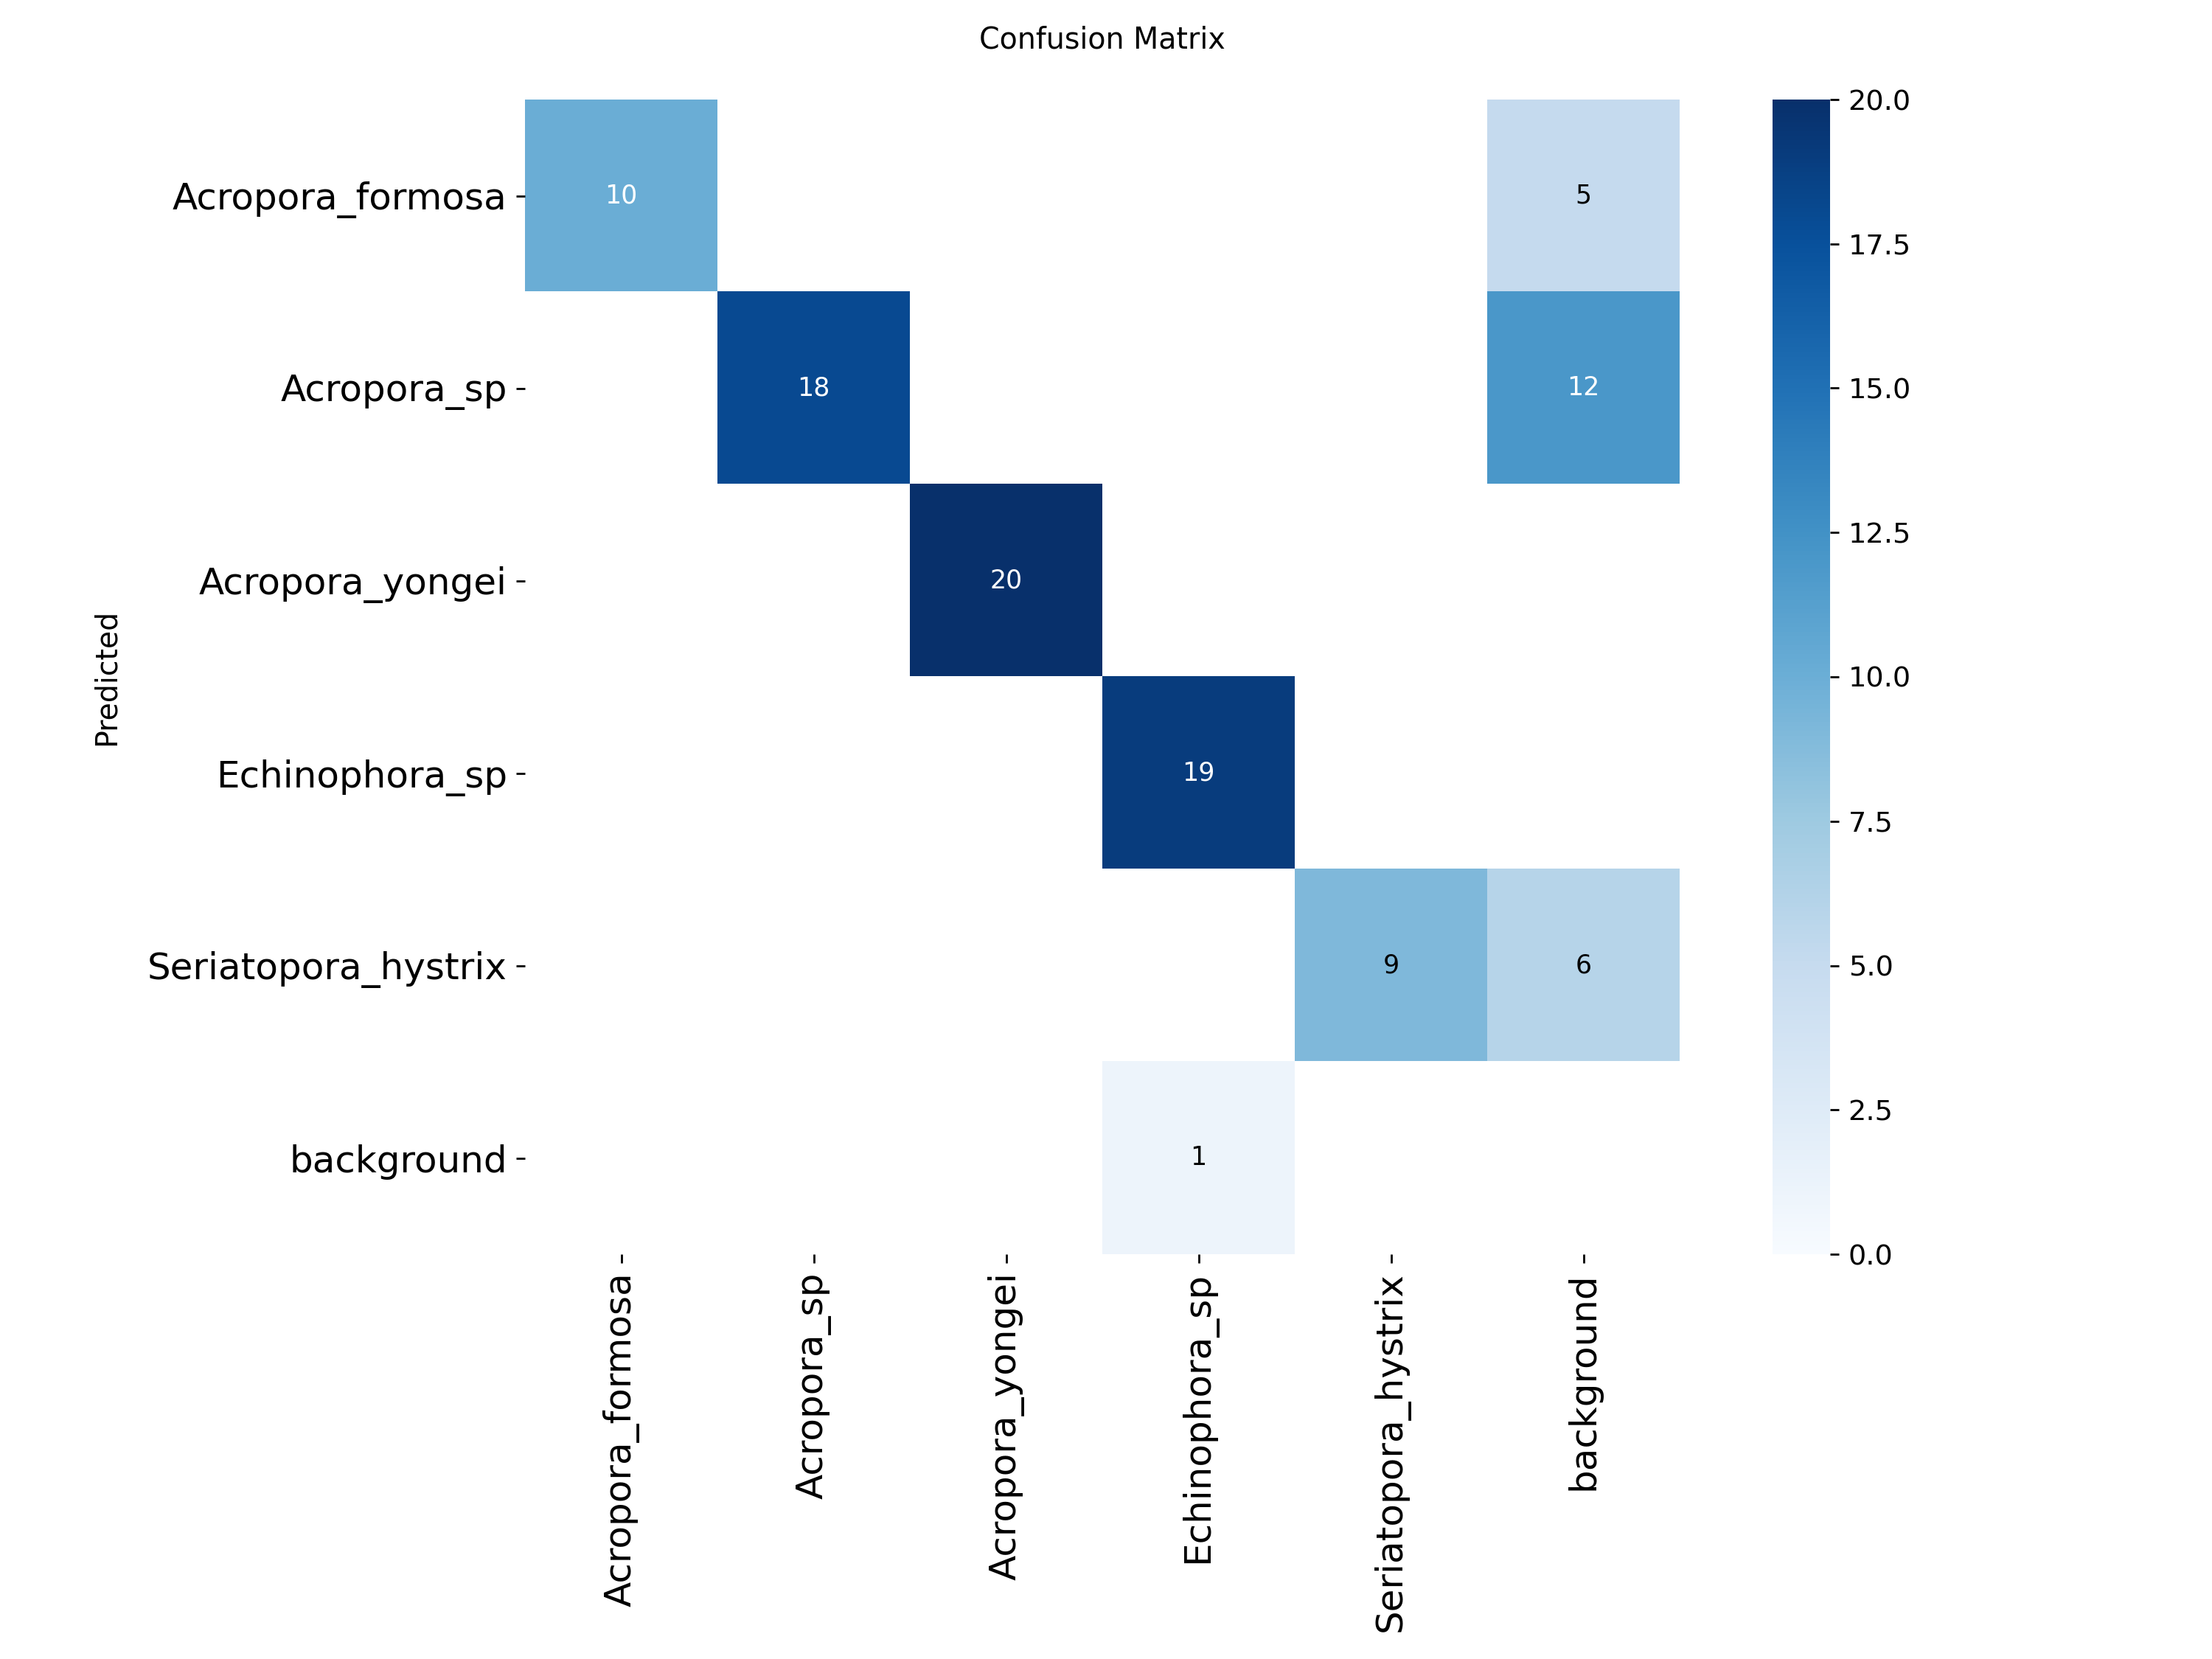 Confusion Matrix
Predicted
Acropora_formosa
Acropora_sp
Acropora_yongei
Echinophora_sp
Seriatopora_hystrix
background
10
5
18
12
20
19
9
6
1
Acropora_formosa
Acropora_sp
Acropora_yongei
Echinophora_sp
Seriatopora_hystrix
background
20.0
17.5
15.0
12.5
10.0
7.5
5.0
2.5
0.0